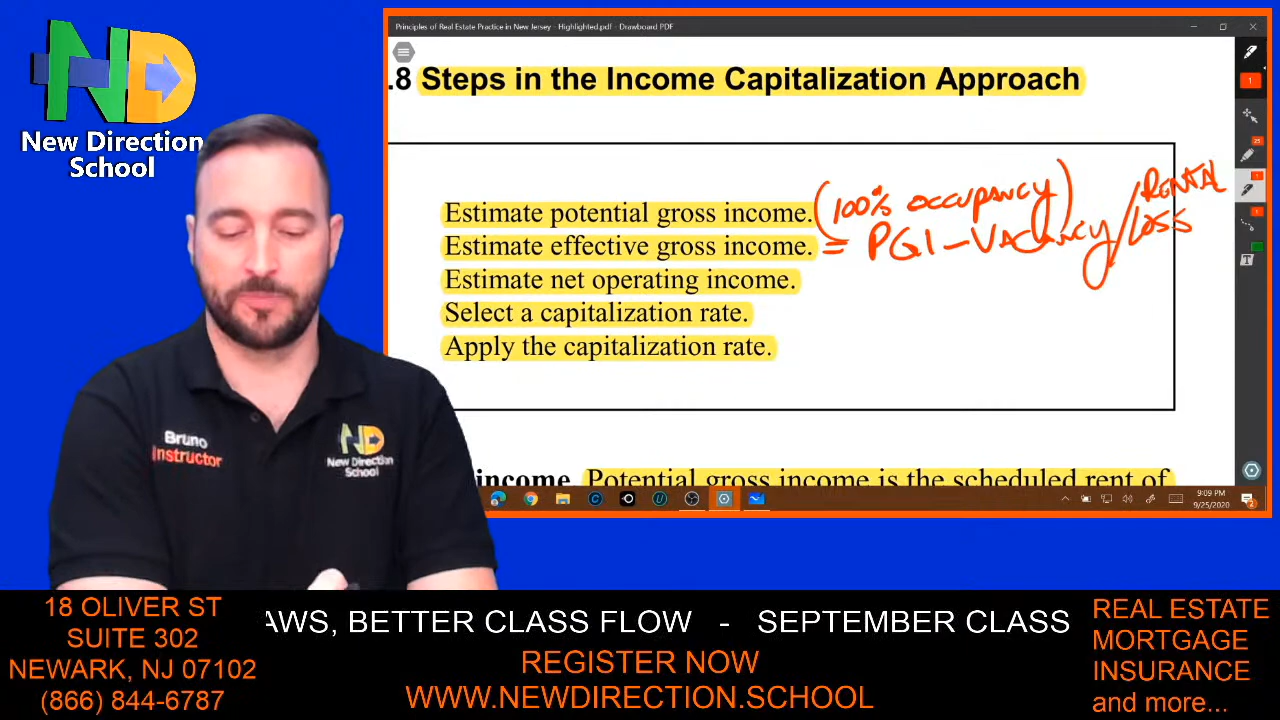 New Direction
School
Principles of Real Estate Practice in New Jersey - Highlighted.pdf - Drawboard PDF
.8 Steps in the Income Capitalization Approach
Estimate potential gross income. (100% OCCUPANCY)
Estimate effective gross income. = PGI - VACANCY / RENTAL LOSS
Estimate net operating income.
Select a capitalization rate.
Apply the capitalization rate.
income Potential gross income is the scheduled rent of
9:09 PM
9/25/2020
Bruno
Instructor
New Direction
School
18 OLIVER ST
SUITE 302
NEWARK, NJ 07102
(866) 844-6787
AWS, BETTER CLASS FLOW - SEPTEMBER CLASS
REGISTER NOW
WWW.NEWDIRECTION.SCHOOL
REAL ESTATE
MORTGAGE
INSURANCE
and more...